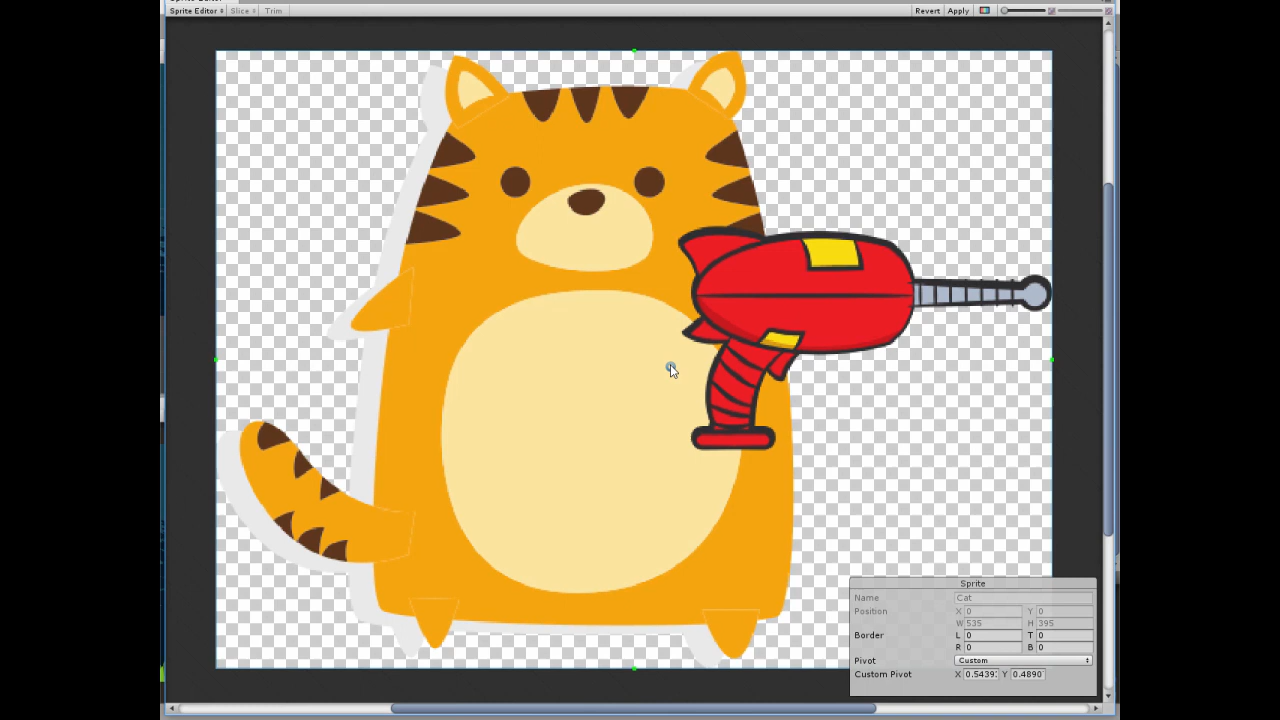 Sprite Editor Slice Trim Revert Apply
Sprite
Name Cat
Position X 0 Y 0
W 535 H 395
Border L 0 T 0
R 0 B 0
Pivot Custom
Custom Pivot X 0.5439 Y 0.4890